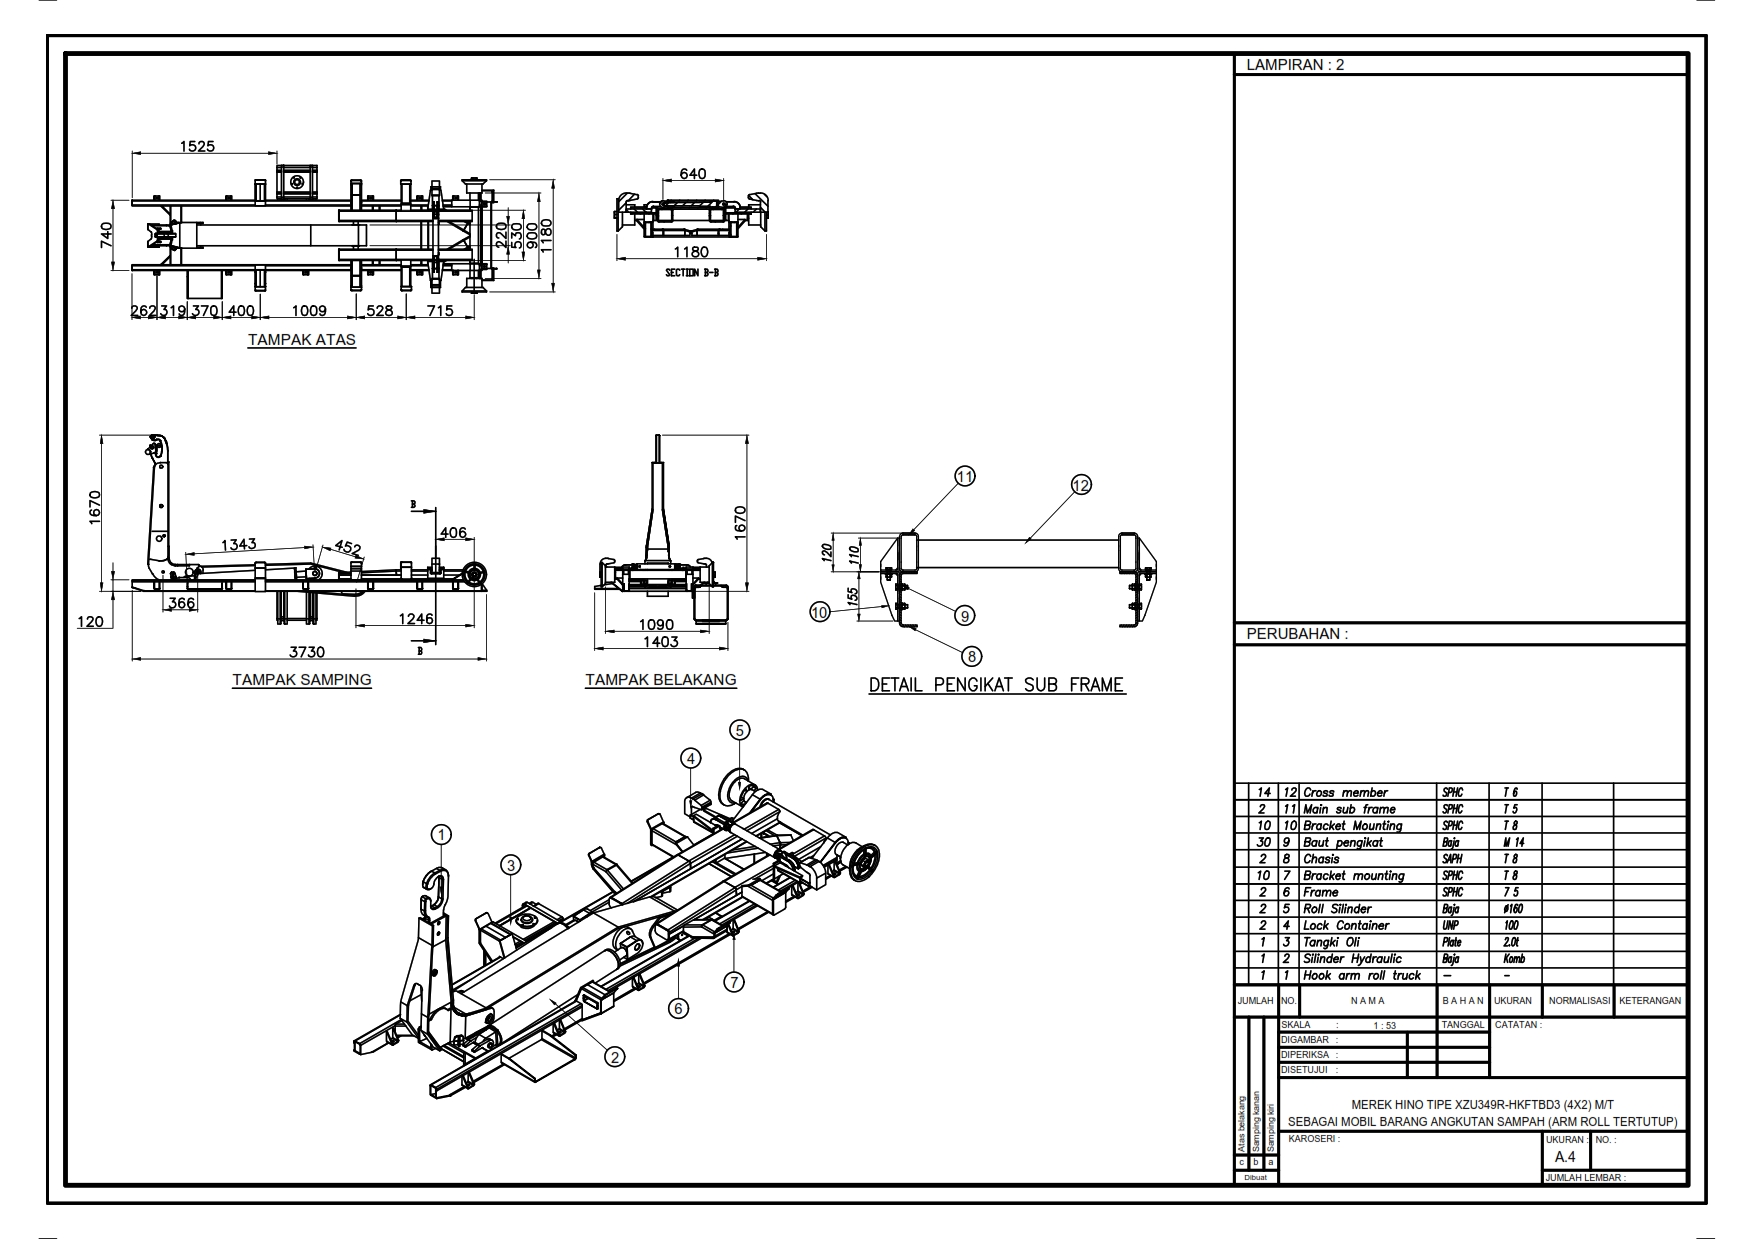 LAMPIRAN : 2
1525
740
220
530
900
1180
262
319
370
400
1009
528
715
TAMPAK ATAS
640
1180
SECTION B-B
1670
1343
452
B
406
366
120
1246
B
3730
TAMPAK SAMPING
1670
1090
1403
TAMPAK BELAKANG
11
12
120
110
155
10
9
8
DETAIL PENGIKAT SUB FRAME
PERUBAHAN :
5
4
1
3
7
6
2
14 12 Cross member SPHC T 6
2 11 Main sub frame SPHC T 5
10 10 Bracket Mounting SPHC T 8
30 9 Baut pengikat Baja M 14
2 8 Chasis SAPH T 8
10 7 Bracket mounting SPHC T 8
2 6 Frame SPHC 7 5
2 5 Roll Silinder Baja ø160
2 4 Lock Container UNP 100
1 3 Tangki Oli Plate 2.0t
1 2 Silinder Hydraulic Baja Komb
1 1 Hook arm roll truck - -
JUMLAH NO. N A M A B A H A N UKURAN NORMALISASI KETERANGAN
SKALA : 1 : 53 TANGGAL CATATAN :
DIGAMBAR :
DIPERIKSA :
DISETUJUI :
MEREK HINO TIPE XZU349R-HKFTBD3 (4X2) M/T
SEBAGAI MOBIL BARANG ANGKUTAN SAMPAH (ARM ROLL TERTUTUP)
KAROSERI :
UKURAN : NO. :
A.4
JUMLAH LEMBAR :
Atas belakang
Samping kanan
Samping kiri
c b a
Dibuat